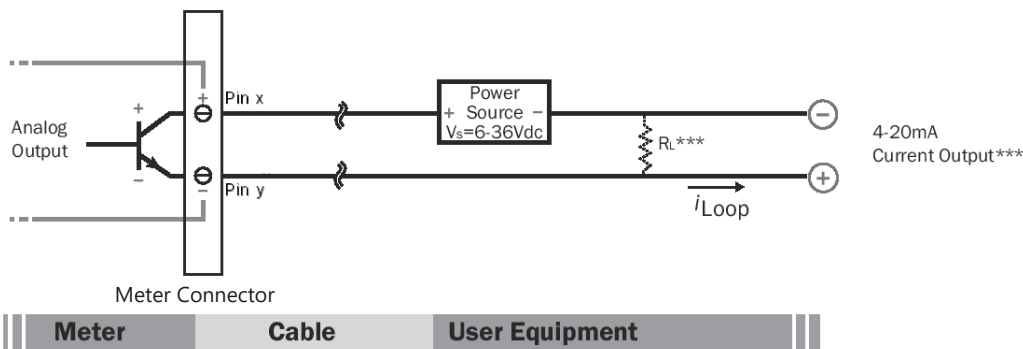 Analog
Output
+
−
+
Pin x
Pin y
−
Power
+ Source −
Vs=6-36Vdc
RL***
−
+
iLoop
4-20mA
Current Output***
Meter Connector
Meter
Cable
User Equipment